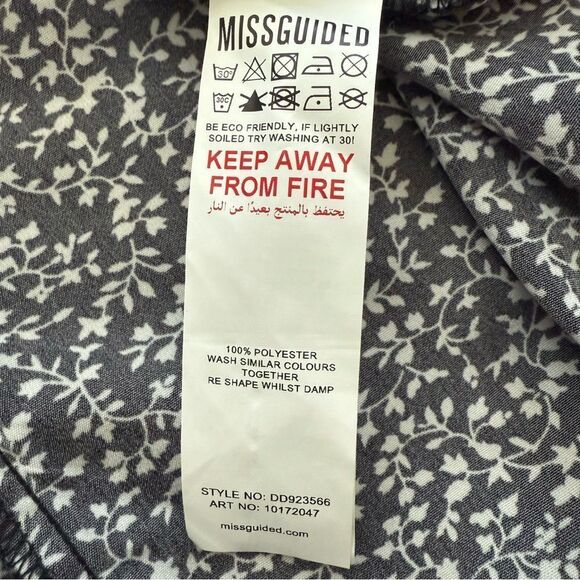 MISSGUIDED
30°
30C
BE ECO FRIENDLY, IF LIGHTLY
SOILED TRY WASHING AT 30!
KEEP AWAY
FROM FIRE
يحتفظ بالمنتج بعيدًا عن النار
100% POLYESTER
WASH SIMILAR COLOURS
TOGETHER
RE SHAPE WHILST DAMP
STYLE NO: DD923566
ART NO: 10172047
missguided.com